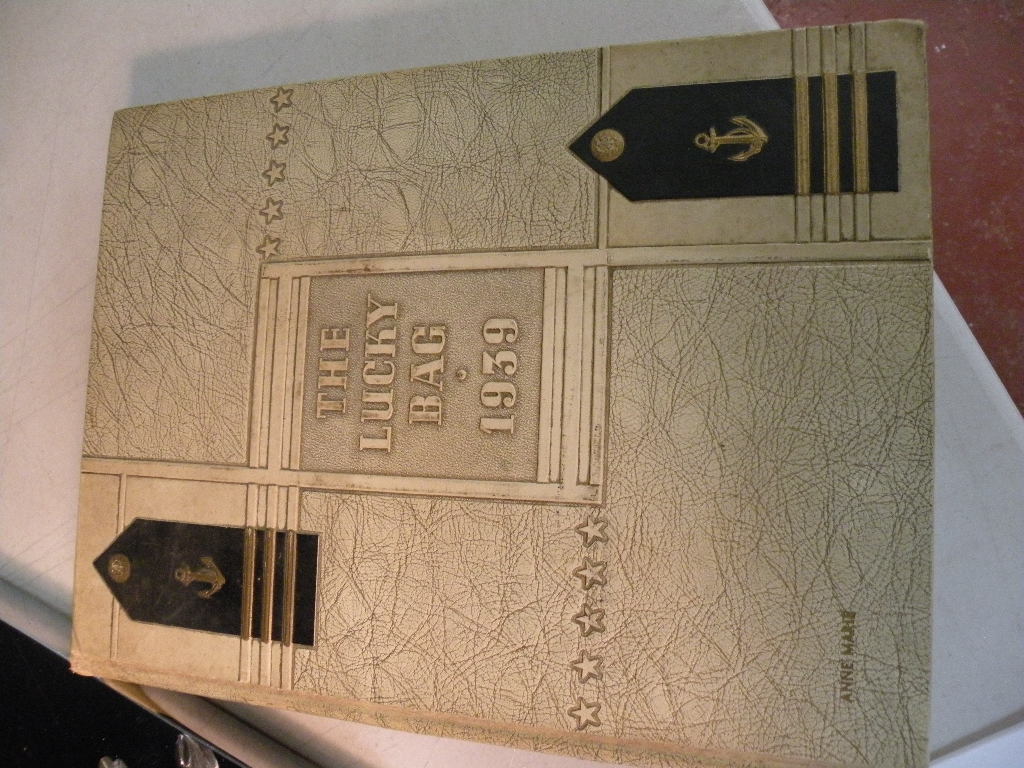 THE
LUCKY
BAG
1939
ANNE MARIE